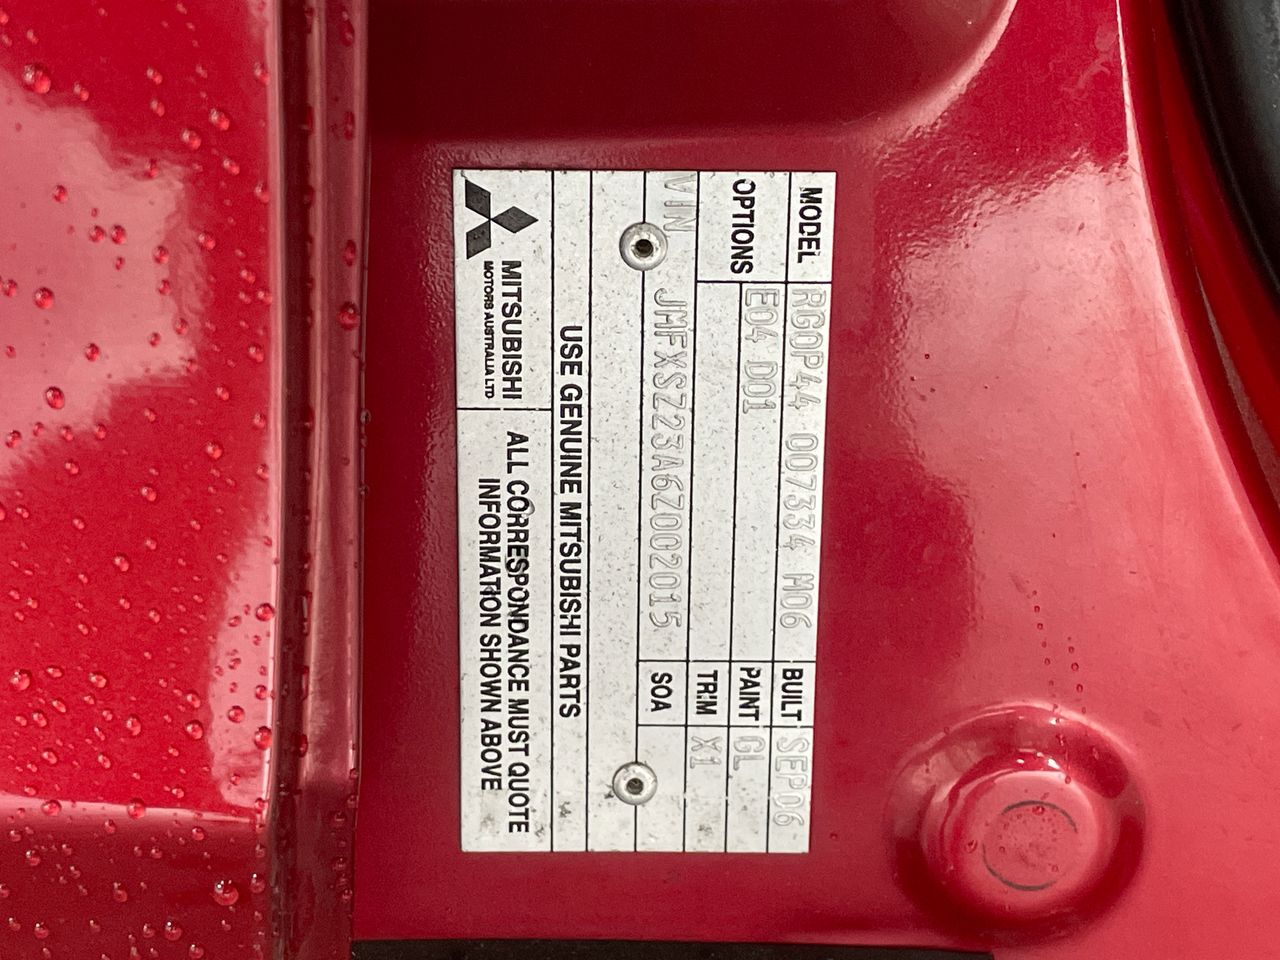 MODEL RG0P44 007334 M06 BUILT SEP06
OPTIONS E04 D01 PAINT GL
TRIM X1
VIN JMFXSZ23A6Z002015 SOA
USE GENUINE MITSUBISHI PARTS
MITSUBISHI
MOTORS AUSTRALIA LTD
ALL CORRESPONDANCE MUST QUOTE
INFORMATION SHOWN ABOVE